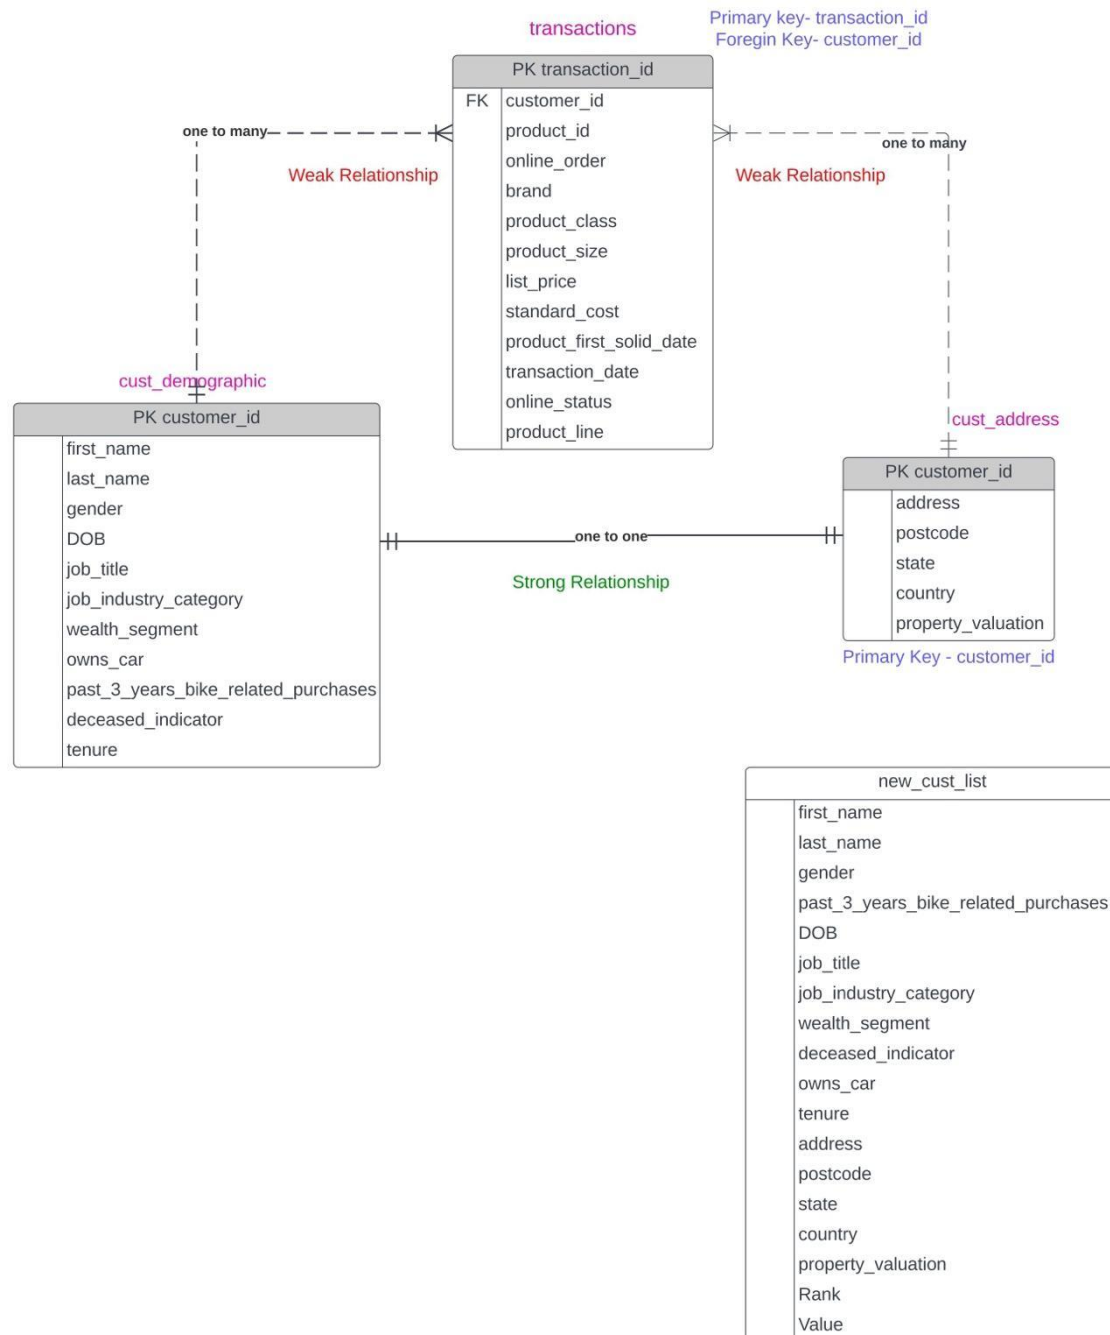 transactions
Primary key- transaction_id
Foregin Key- customer_id
PK transaction_id
FK customer_id
product_id
online_order
brand
product_class
product_size
list_price
standard_cost
product_first_solid_date
transaction_date
online_status
product_line
one to many
Weak Relationship
one to many
Weak Relationship
cust_demographic
PK customer_id
first_name
last_name
gender
DOB
job_title
job_industry_category
wealth_segment
owns_car
past_3_years_bike_related_purchases
deceased_indicator
tenure
one to one
Strong Relationship
cust_address
PK customer_id
address
postcode
state
country
property_valuation
Primary Key - customer_id
new_cust_list
first_name
last_name
gender
past_3_years_bike_related_purchases
DOB
job_title
job_industry_category
wealth_segment
deceased_indicator
owns_car
tenure
address
postcode
state
country
property_valuation
Rank
Value